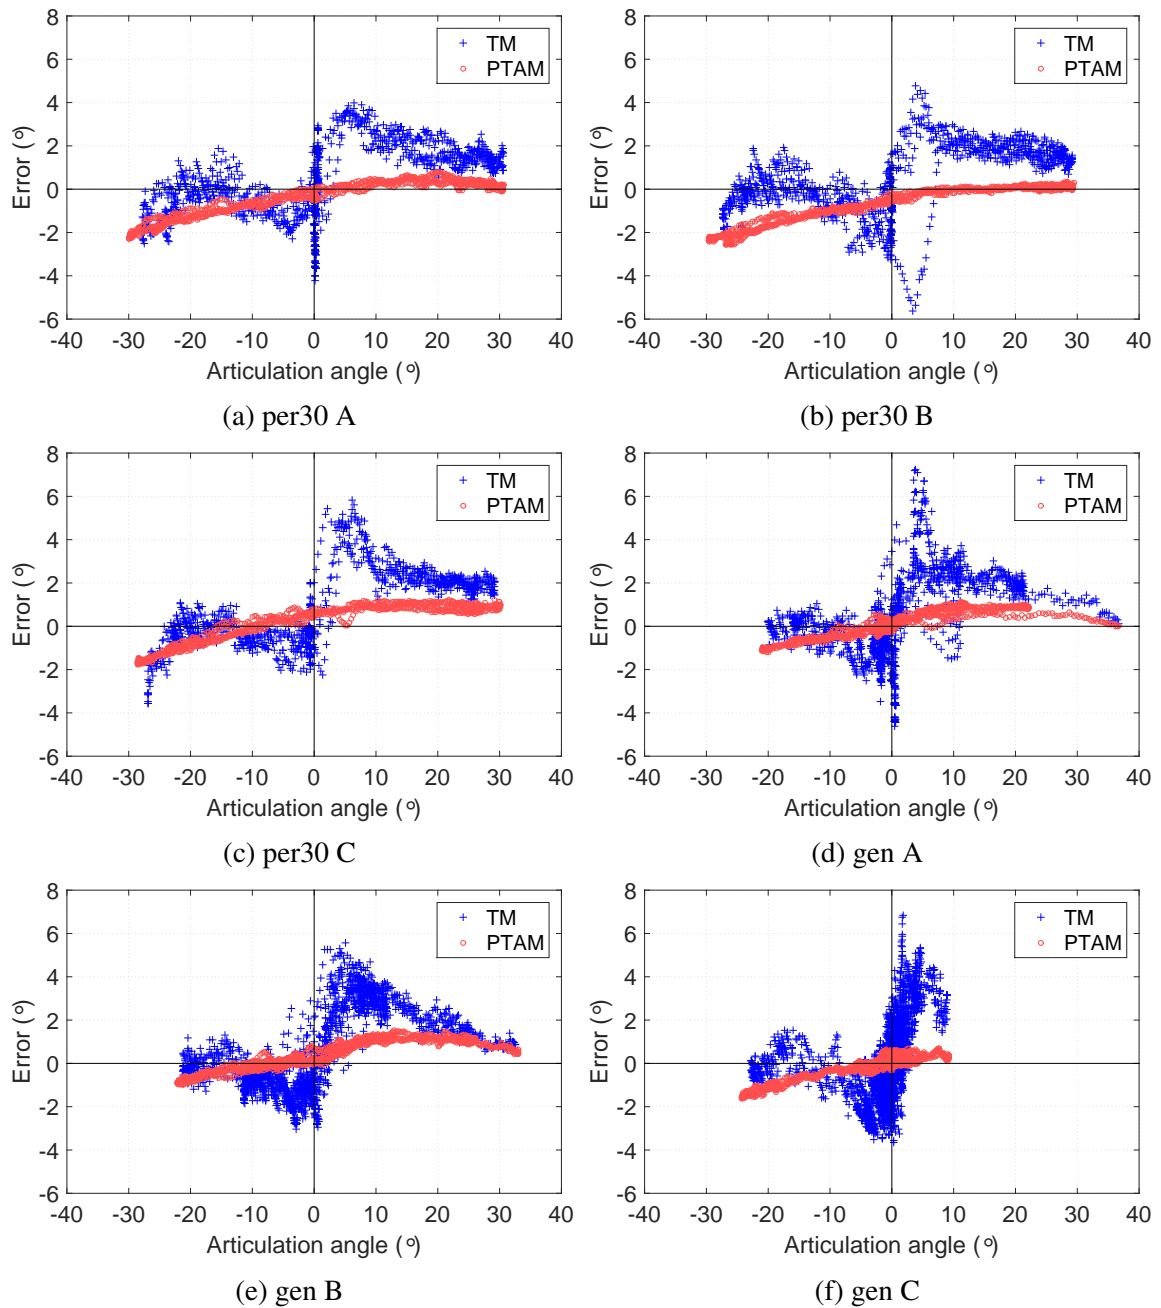 8
6
4
2
0
-2
-4
-6
Error (°)
-40 -30 -20 -10 0 10 20 30 40
Articulation angle (°)
TM
PTAM
(a) per30 A
8
6
4
2
0
-2
-4
-6
Error (°)
-40 -30 -20 -10 0 10 20 30 40
Articulation angle (°)
TM
PTAM
(b) per30 B
8
6
4
2
0
-2
-4
-6
Error (°)
-40 -30 -20 -10 0 10 20 30 40
Articulation angle (°)
TM
PTAM
(c) per30 C
8
6
4
2
0
-2
-4
-6
Error (°)
-40 -30 -20 -10 0 10 20 30 40
Articulation angle (°)
TM
PTAM
(d) gen A
8
6
4
2
0
-2
-4
-6
Error (°)
-40 -30 -20 -10 0 10 20 30 40
Articulation angle (°)
TM
PTAM
(e) gen B
8
6
4
2
0
-2
-4
-6
Error (°)
-40 -30 -20 -10 0 10 20 30 40
Articulation angle (°)
TM
PTAM
(f) gen C